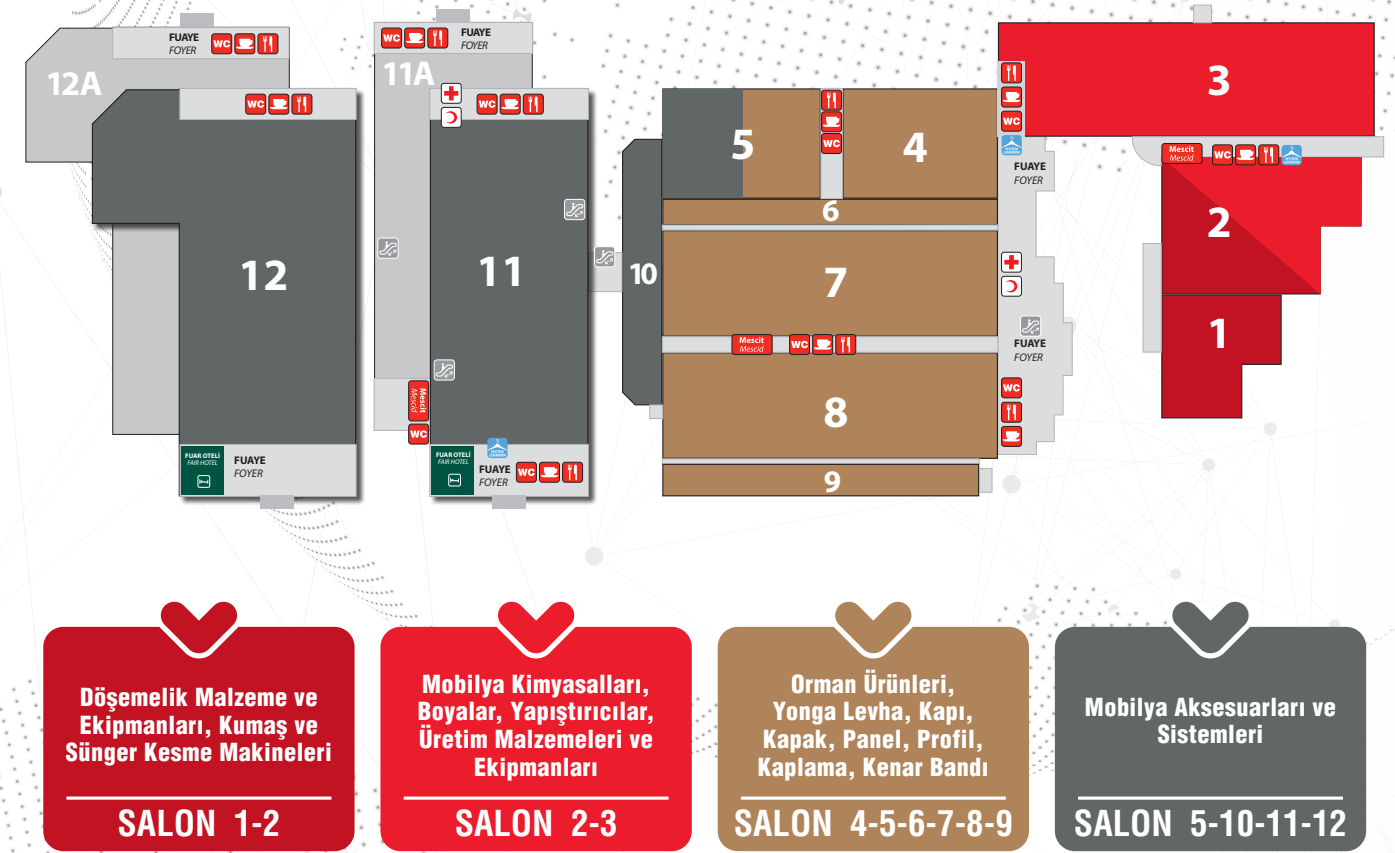 FUAYE
FOYER
WC
12A
WC
12
FUAR OTELİ
FAIR HOTEL
FUAYE
FOYER
WC
FUAYE
FOYER
11A
WC
11
Mescit
Mescid
WC
FUAR OTELİ
FAIR HOTEL
FUAYE
FOYER
WC
10
5
WC
4
6
7
Mescit
Mescid
WC
8
9
WC
FUAYE
FOYER
FUAYE
FOYER
WC
3
Mescit
Mescid
WC
2
1
Döşemelik Malzeme ve
Ekipmanları, Kumaş ve
Sünger Kesme Makineleri
SALON 1-2
Mobilya Kimyasalları,
Boyalar, Yapıştırıcılar,
Üretim Malzemeleri ve
Ekipmanları
SALON 2-3
Orman Ürünleri,
Yonga Levha, Kapı,
Kapak, Panel, Profil,
Kaplama, Kenar Bandı
SALON 4-5-6-7-8-9
Mobilya Aksesuarları ve
Sistemleri
SALON 5-10-11-12